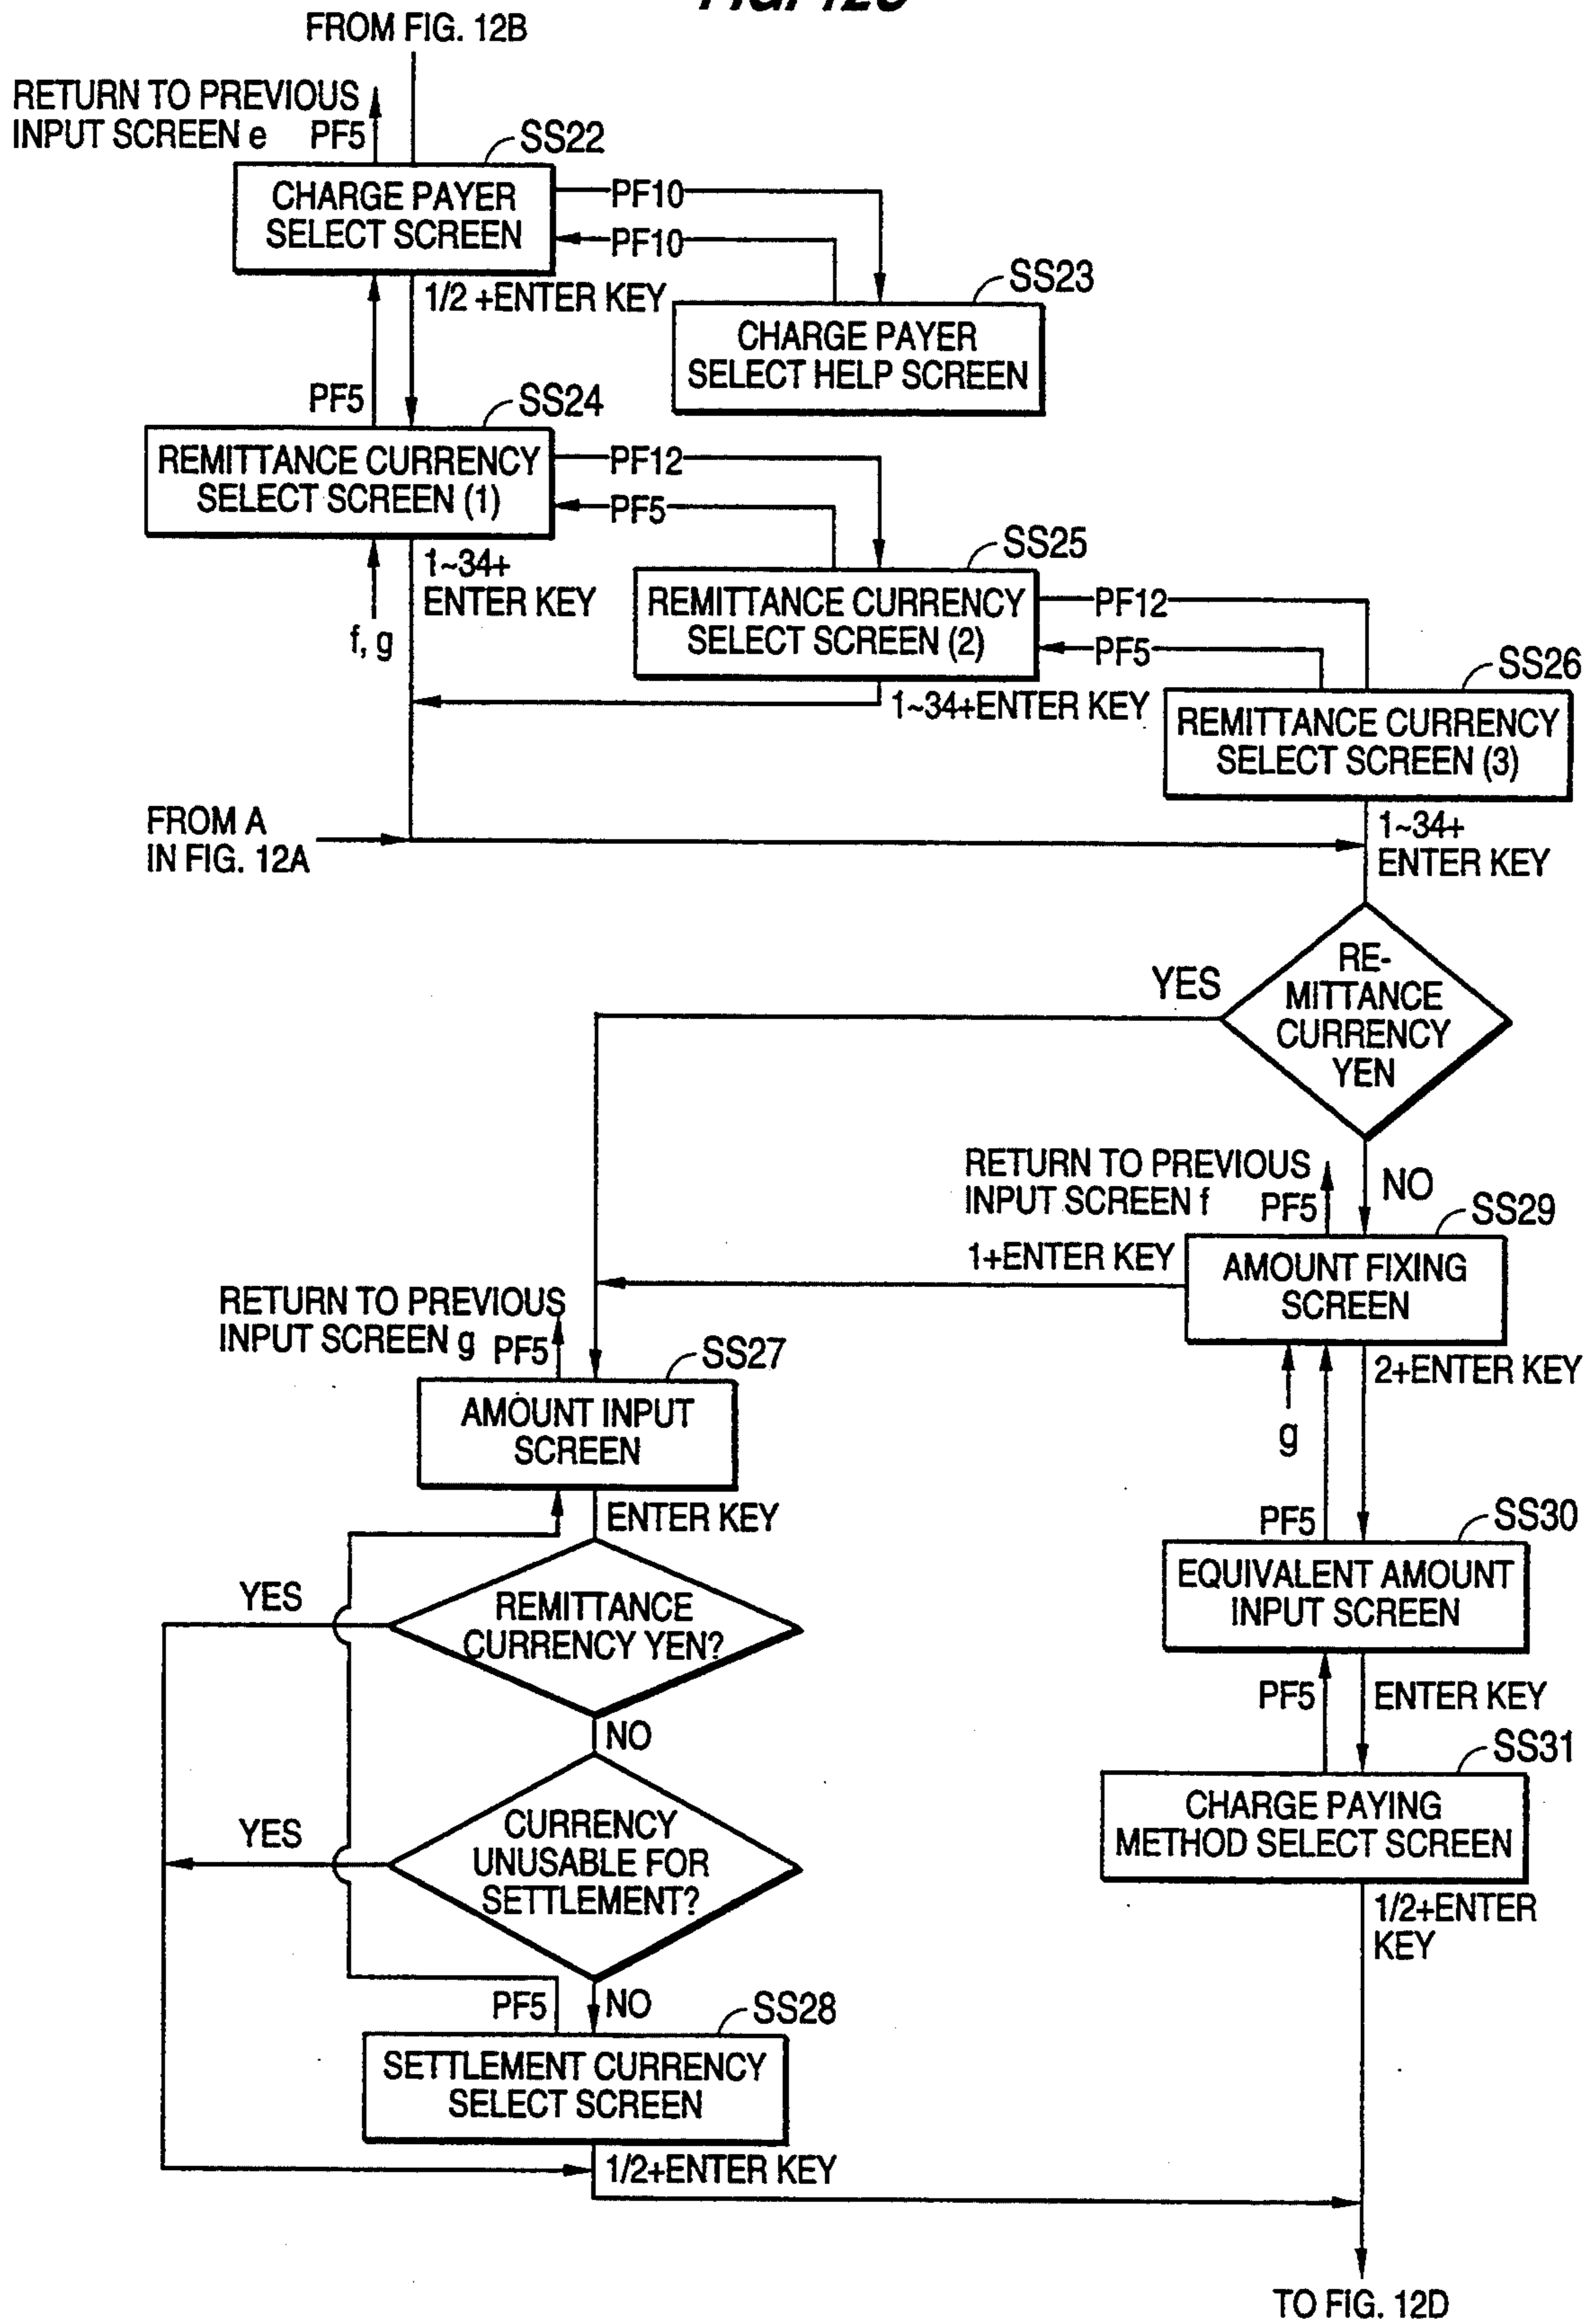 FROM FIG. 12B
RETURN TO PREVIOUS
INPUT SCREEN e PF5
SS22
CHARGE PAYER
SELECT SCREEN
PF10
PF10
SS23
1/2 +ENTER KEY
CHARGE PAYER
SELECT HELP SCREEN
PF5
SS24
REMITTANCE CURRENCY
SELECT SCREEN (1)
PF12
PF5
SS25
1~34+
ENTER KEY
f, g
REMITTANCE CURRENCY
SELECT SCREEN (2)
PF12
PF5
SS26
1~34+ENTER KEY
REMITTANCE CURRENCY
SELECT SCREEN (3)
FROM A
IN FIG. 12A
1~34+
ENTER KEY
YES
RE-
MITTANCE
CURRENCY
YEN
RETURN TO PREVIOUS
INPUT SCREEN f PF5
NO
SS29
1+ENTER KEY
AMOUNT FIXING
SCREEN
RETURN TO PREVIOUS
INPUT SCREEN g PF5
SS27
2+ENTER KEY
g
AMOUNT INPUT
SCREEN
ENTER KEY
PF5
SS30
EQUIVALENT AMOUNT
INPUT SCREEN
YES
REMITTANCE
CURRENCY YEN?
PF5
ENTER KEY
NO
SS31
CHARGE PAYING
METHOD SELECT SCREEN
YES
CURRENCY
UNUSABLE FOR
SETTLEMENT?
1/2+ENTER
KEY
PF5
NO
SS28
SETTLEMENT CURRENCY
SELECT SCREEN
1/2+ENTER KEY
TO FIG. 12D